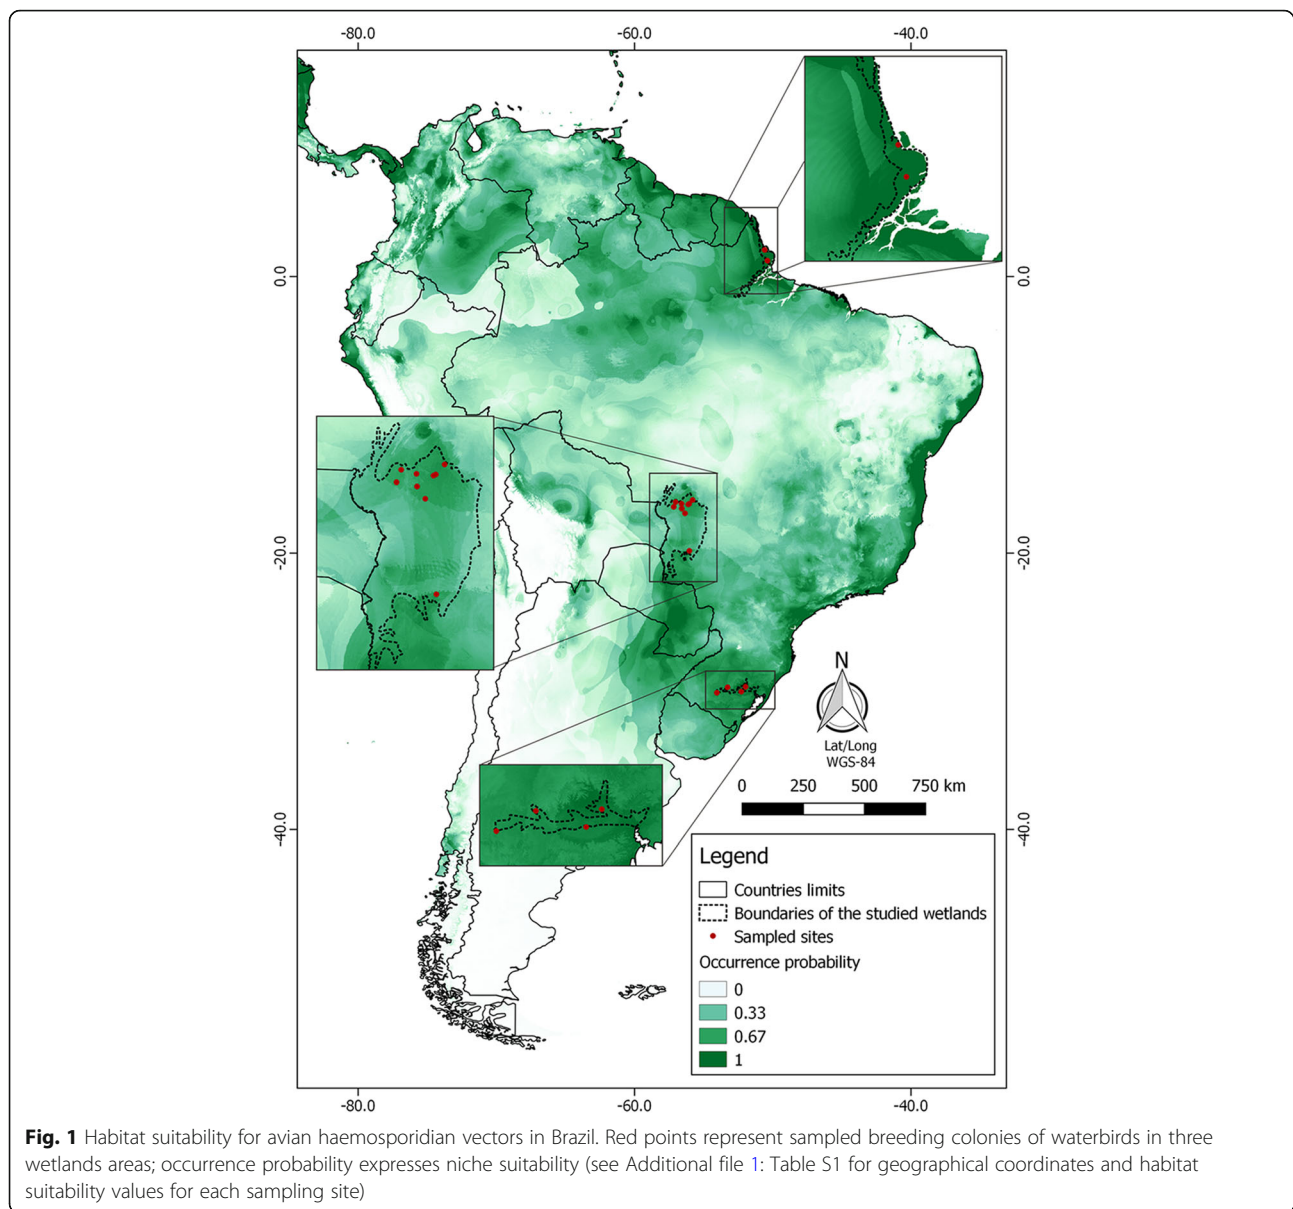 -80.0 -60.0 -40.0
0.0 0.0
-20.0 -20.0
N
Lat/Long
WGS-84
0 250 500 750 km
-40.0 -40.0
Legend
Countries limits
Boundaries of the studied wetlands
Sampled sites
Occurrence probability
0
0.33
0.67
1
-80.0 -60.0 -40.0
Fig. 1 Habitat suitability for avian haemosporidian vectors in Brazil. Red points represent sampled breeding colonies of waterbirds in three
wetlands areas; occurrence probability expresses niche suitability (see Additional file 1: Table S1 for geographical coordinates and habitat
suitability values for each sampling site)